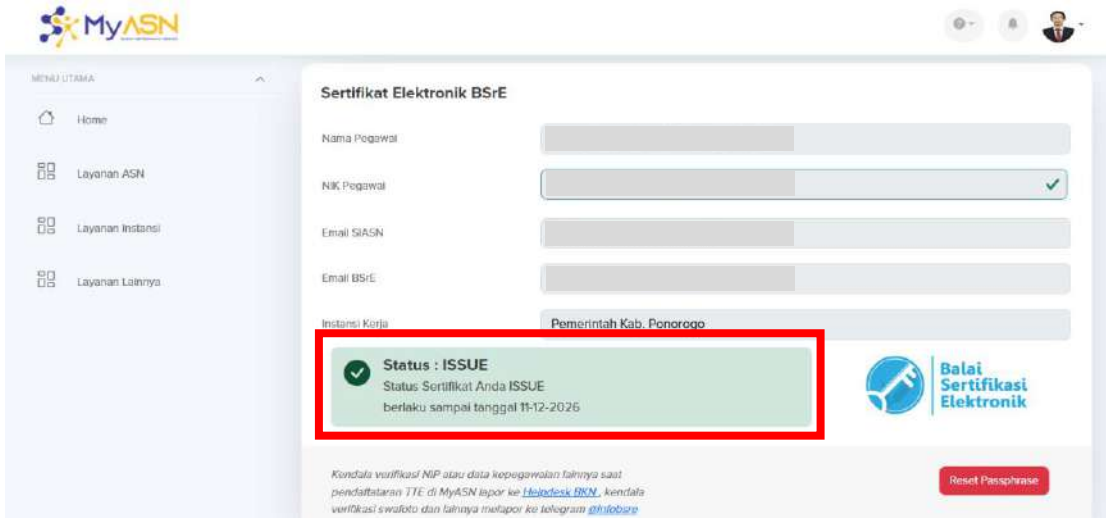 MyASN
MENU UTAMA
Home
Layanan ASN
Layanan Instansi
Layanan Lainnya
Sertifikat Elektronik BSrE
Nama Pegawai
NIK Pegawai
Email SIASN
Email BSrE
Instansi Kerja
Pemerintah Kab. Ponorogo
Status : ISSUE
Status Sertifikat Anda ISSUE
berlaku sampai tanggal 11-12-2026
Balai
Sertifikasi
Elektronik
Kendala verifikasi NIP atau data kepegawaian lainnya saat
pendaftataran TTE di MyASN lapor ke Helpdesk BKN , kendala
verifikasi swafoto dan lainnya melapor ke telegram @infobsre
Reset Passphrase